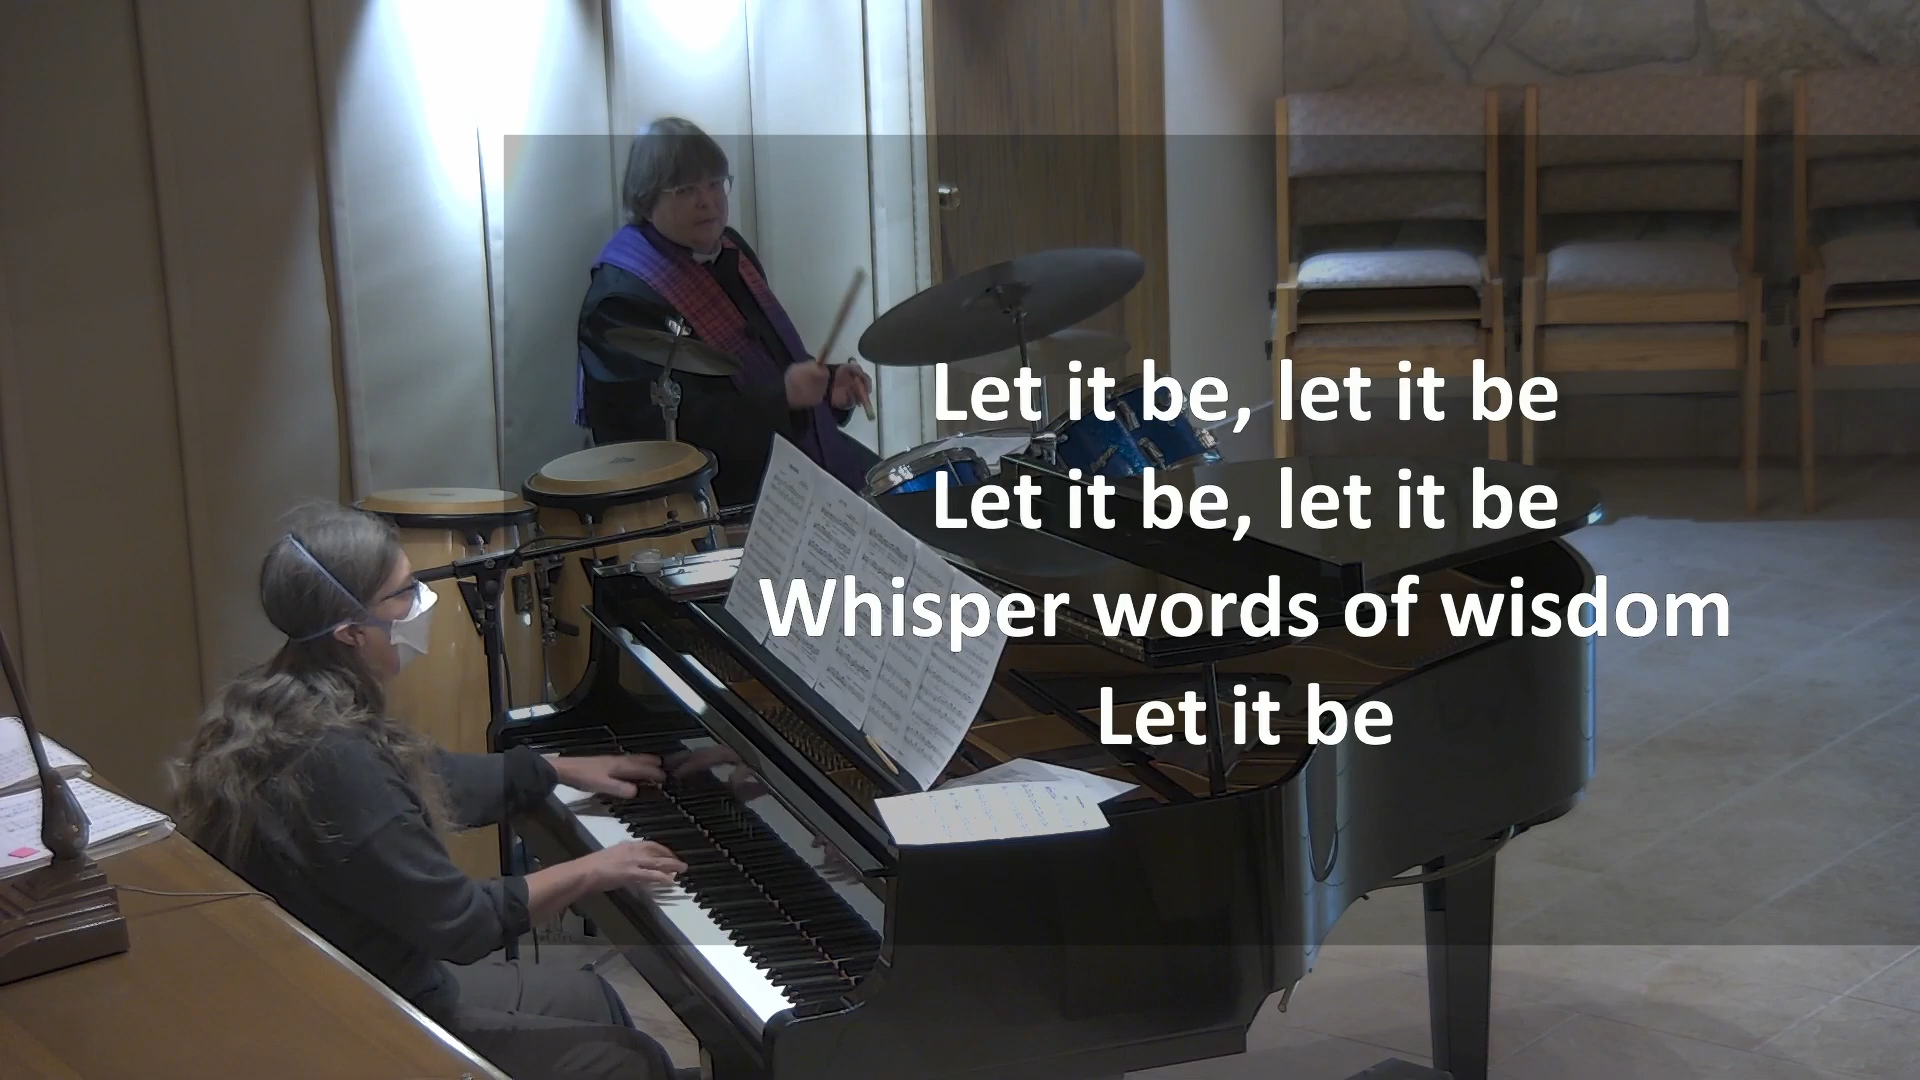 Let it be, let it be
Let it be, let it be
Whisper words of wisdom
Let it be